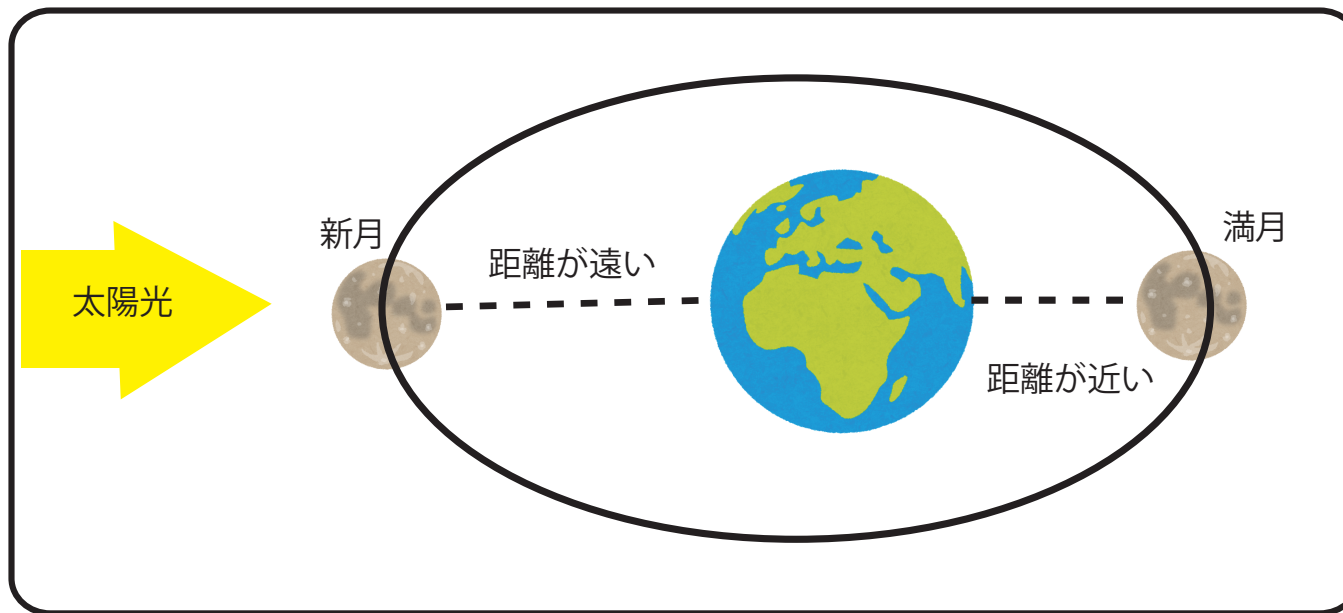 新月
距離が遠い
満月
太陽光
距離が近い